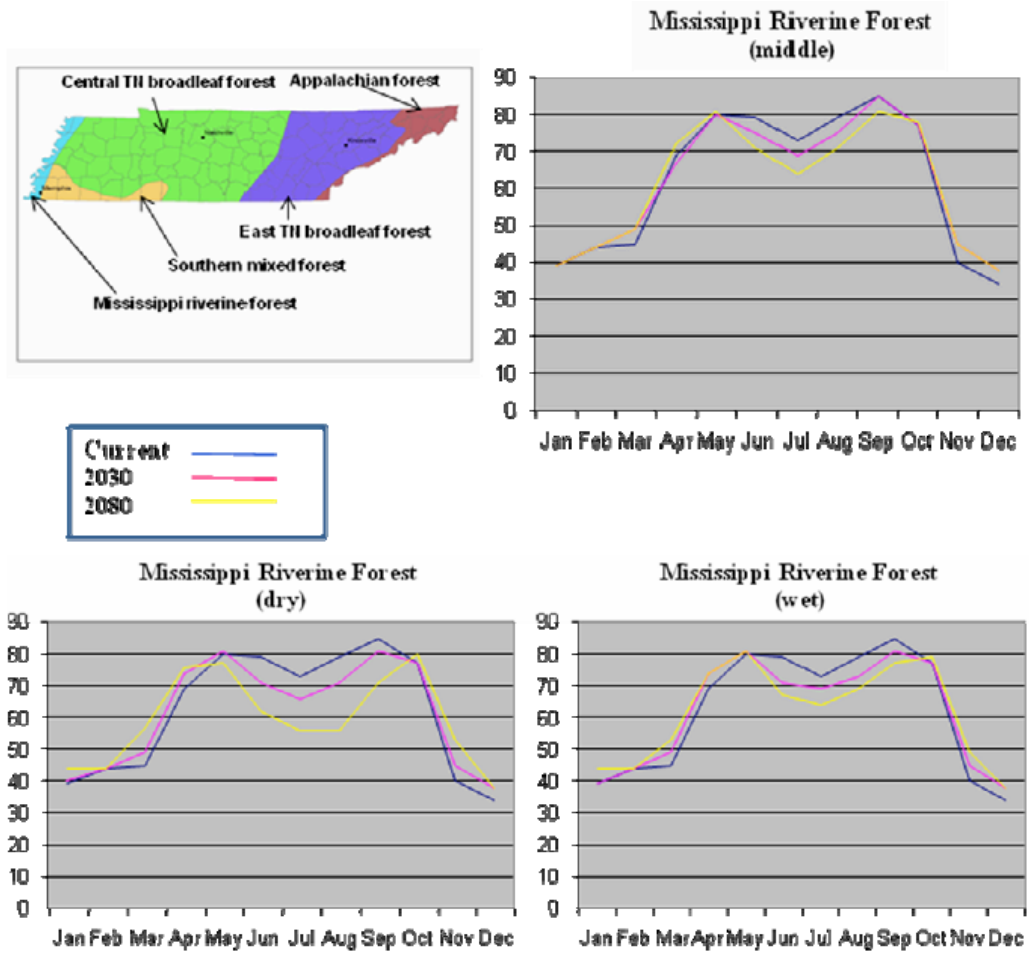 Mississippi Riverine Forest
(middle)
Central TN broadleaf forest
Appalachian forest
East TN broadleaf forest
Southern mixed forest
Mississippi riverine forest
90
80
70
60
50
40
30
20
10
0
Jan Feb Mar Apr May Jun Jul Aug Sep Oct Nov Dec
Current
2030
2080
Mississippi Riverine Forest
(dry)
90
80
70
60
50
40
30
20
10
0
Jan Feb Mar Apr May Jun Jul Aug Sep Oct Nov Dec
Mississippi Riverine Forest
(wet)
90
80
70
60
50
40
30
20
10
0
Jan Feb Mar Apr May Jun Jul Aug Sep Oct Nov Dec